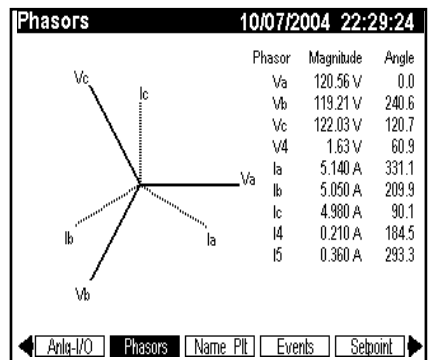 Phasors 10/07/2004 22:29:24
Phasor Magnitude Angle
Va 120.56 V 0.0
Vb 119.21 V 240.6
Vc 122.03 V 120.7
V4 1.63 V 60.9
Ia 5.140 A 331.1
Ib 5.050 A 209.9
Ic 4.980 A 90.1
I4 0.210 A 184.5
I5 0.360 A 293.3
Vc
Ic
Va
Ib
Ia
Vb
Anlg-I/O Phasors Name Plt Events Setpoint